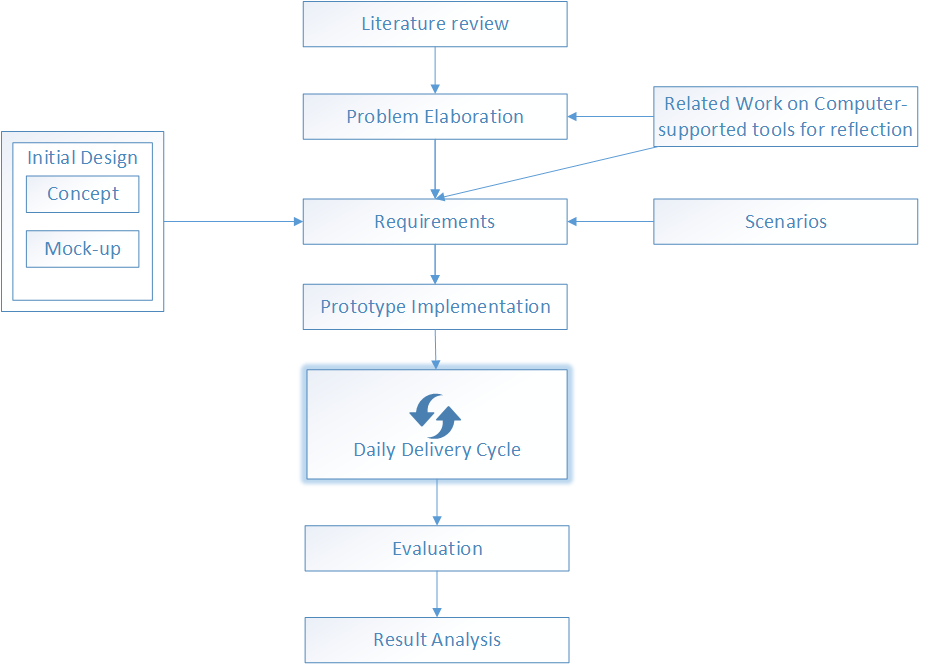 Literature review
Problem Elaboration
Related Work on Computer-
supported tools for reflection
Initial Design
Concept
Mock-up
Requirements
Scenarios
Prototype Implementation
Daily Delivery Cycle
Evaluation
Result Analysis